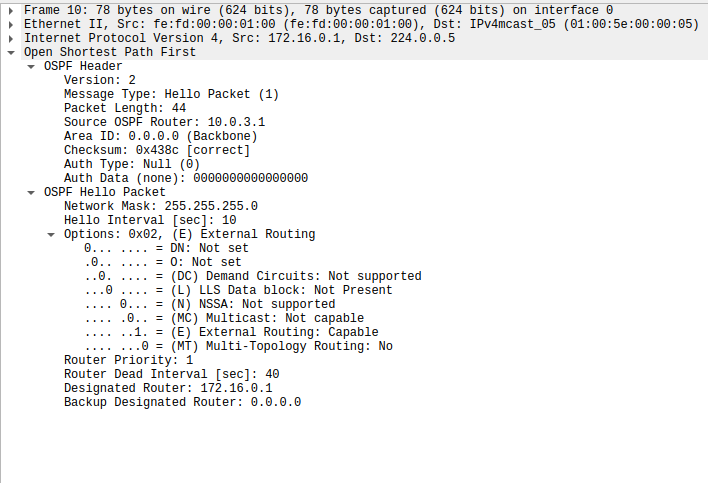 Frame 10: 78 bytes on wire (624 bits), 78 bytes captured (624 bits) on interface 0
Ethernet II, Src: fe:fd:00:00:01:00 (fe:fd:00:00:01:00), Dst: IPv4mcast_05 (01:00:5e:00:00:05)
Internet Protocol Version 4, Src: 172.16.0.1, Dst: 224.0.0.5
Open Shortest Path First
OSPF Header
Version: 2
Message Type: Hello Packet (1)
Packet Length: 44
Source OSPF Router: 10.0.3.1
Area ID: 0.0.0.0 (Backbone)
Checksum: 0x438c [correct]
Auth Type: Null (0)
Auth Data (none): 0000000000000000
OSPF Hello Packet
Network Mask: 255.255.255.0
Hello Interval [sec]: 10
Options: 0x02, (E) External Routing
0... .... = DN: Not set
.0.. .... = O: Not set
..0. .... = (DC) Demand Circuits: Not supported
...0 .... = (L) LLS Data block: Not Present
.... 0... = (N) NSSA: Not supported
.... .0.. = (MC) Multicast: Not capable
.... ..1. = (E) External Routing: Capable
.... ...0 = (MT) Multi-Topology Routing: No
Router Priority: 1
Router Dead Interval [sec]: 40
Designated Router: 172.16.0.1
Backup Designated Router: 0.0.0.0